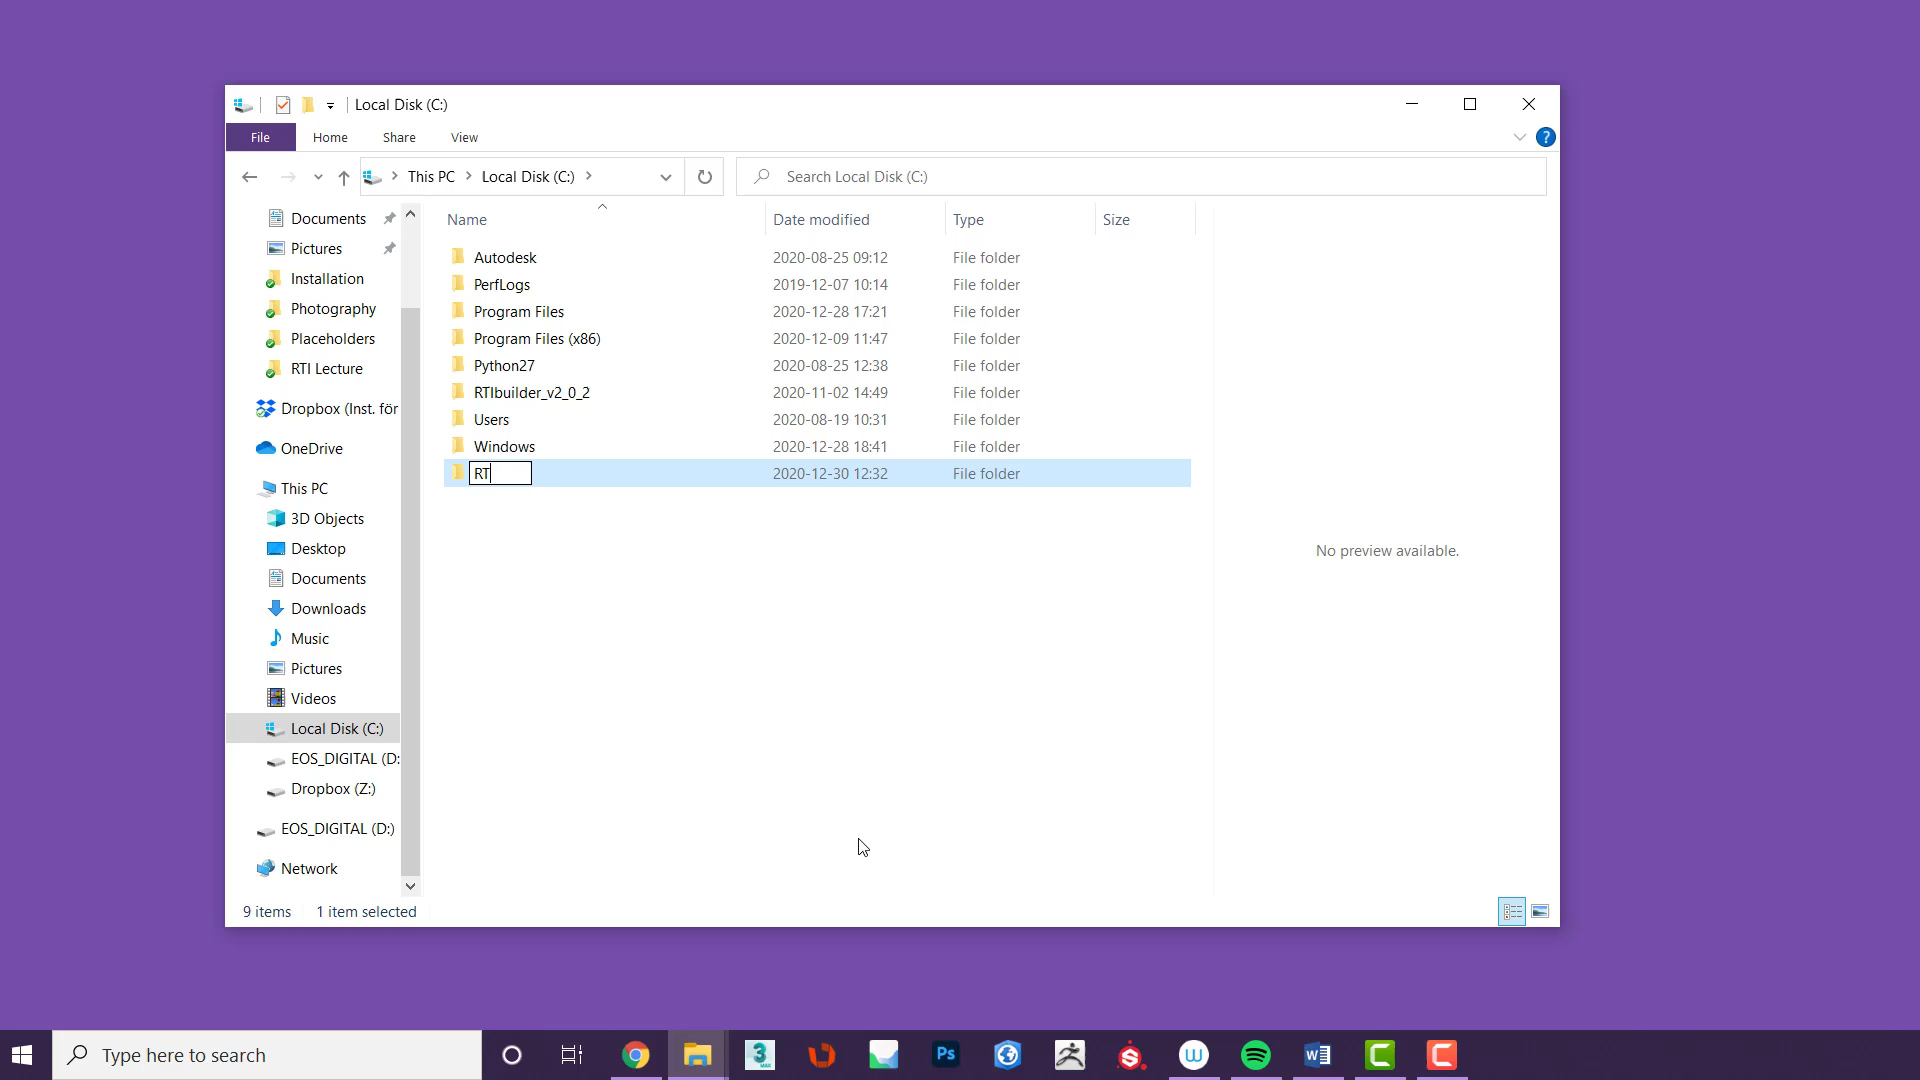 Local Disk (C:)
File Home Share View
?
This PC Local Disk (C:)
Search Local Disk (C:)
Documents
Pictures
Installation
Photography
Placeholders
RTI Lecture
Dropbox (Inst. för
OneDrive
This PC
3D Objects
Desktop
Documents
Downloads
Music
Pictures
Videos
Local Disk (C:)
EOS_DIGITAL (D:
Dropbox (Z:)
EOS_DIGITAL (D:)
Network
Name Date modified Type Size
Autodesk 2020-08-25 09:12 File folder
PerfLogs 2019-12-07 10:14 File folder
Program Files 2020-12-28 17:21 File folder
Program Files (x86) 2020-12-09 11:47 File folder
Python27 2020-08-25 12:38 File folder
RTIbuilder_v2_0_2 2020-11-02 14:49 File folder
Users 2020-08-19 10:31 File folder
Windows 2020-12-28 18:41 File folder
RT 2020-12-30 12:32 File folder
No preview available.
9 items 1 item selected
Type here to search
3
MAX
Ps
S
W
W
C
C